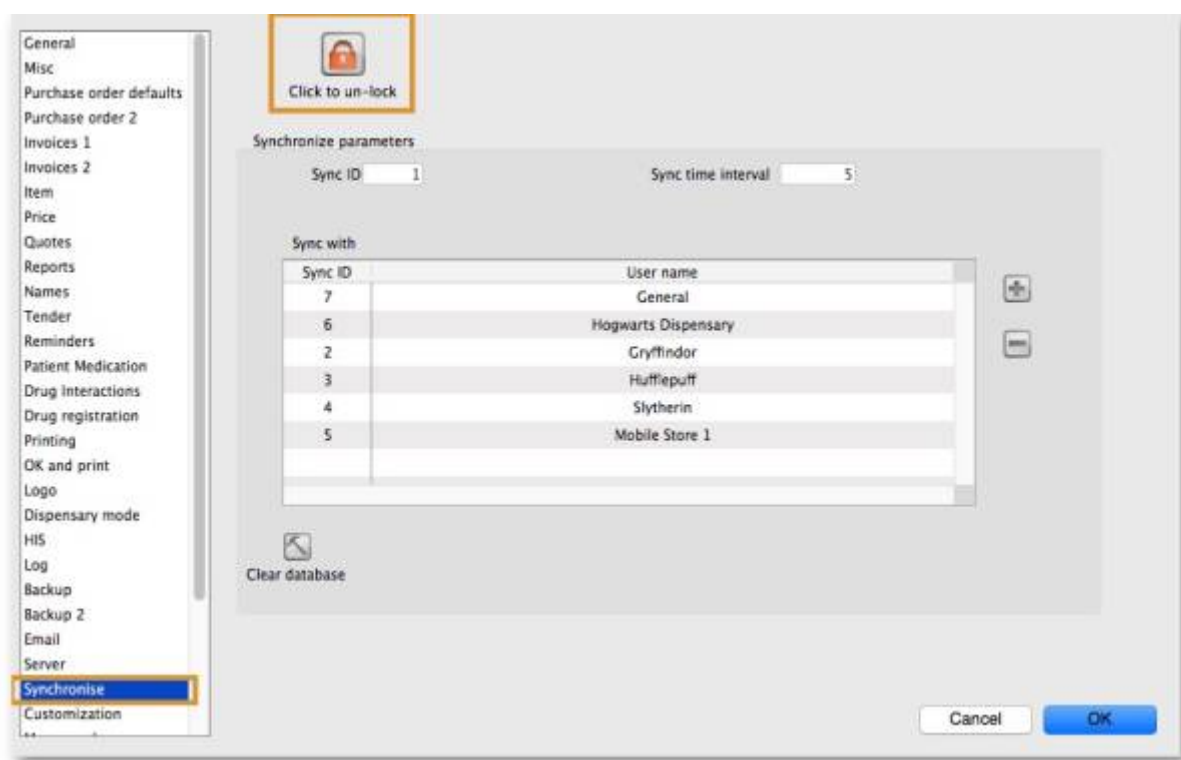 General
Misc
Purchase order defaults
Purchase order 2
Invoices 1
Invoices 2
Item
Price
Quotes
Reports
Names
Tender
Reminders
Patient Medication
Drug Interactions
Drug registration
Printing
OK and print
Logo
Dispensary mode
HIS
Log
Backup
Backup 2
Email
Server
Synchronise
Customization
Click to un-lock
Synchronize parameters
Sync ID 1 Sync time interval 5
Sync with
Sync ID User name
7 General
6 Hogwarts Dispensary
2 Gryffindor
3 Hufflepuff
4 Slytherin
5 Mobile Store 1
Clear database
Cancel OK